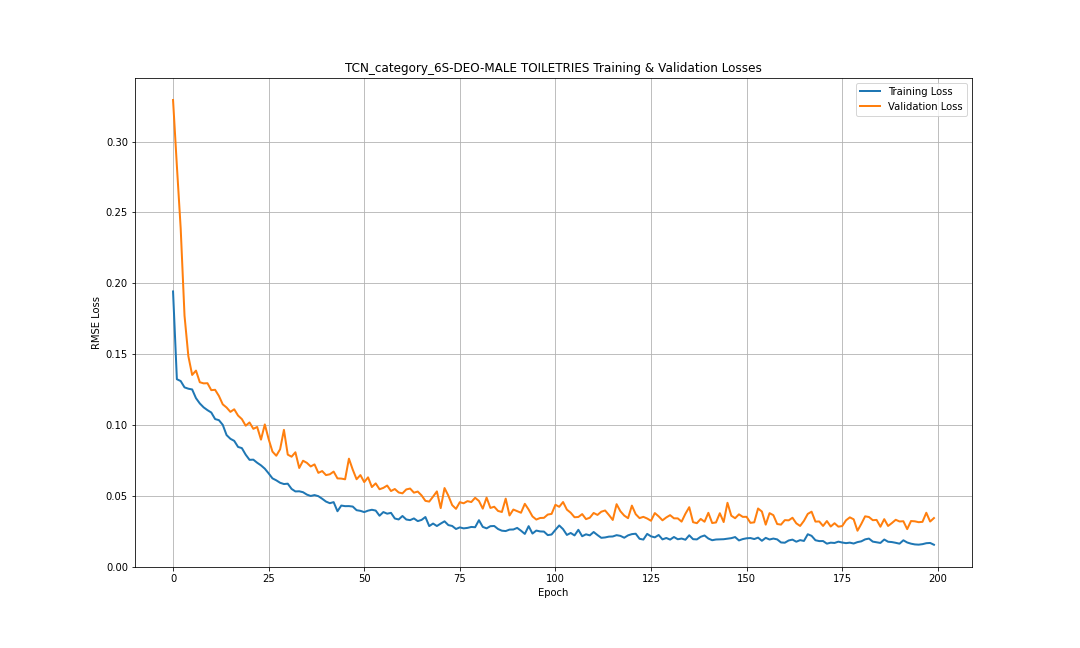 TCN_category_6S-DEO-MALE TOILETRIES Training & Validation Losses
Training Loss
Validation Loss
0.30
0.25
0.20
0.15
0.10
0.05
0.00
RMSE Loss
0 25 50 75 100 125 150 175 200
Epoch